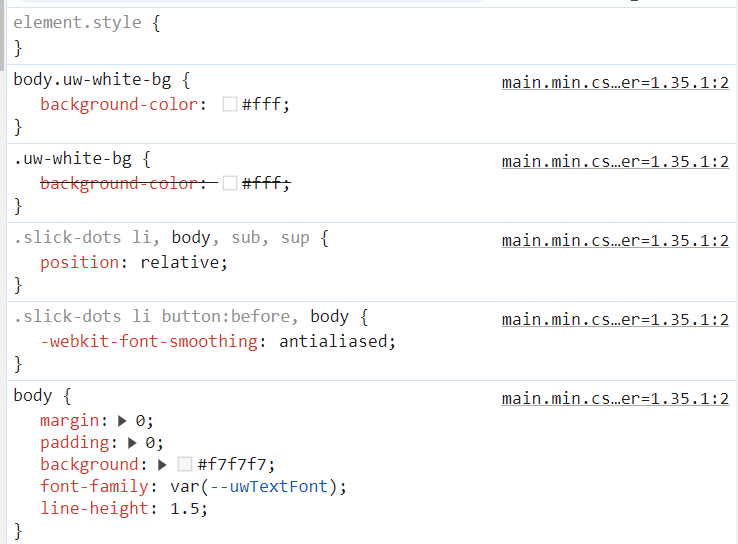 element.style {
}
body.uw-white-bg { main.min.cs…er=1.35.1:2
background-color: #fff;
}
.uw-white-bg { main.min.cs…er=1.35.1:2
background-color: #fff;
}
.slick-dots li, body, sub, sup { main.min.cs…er=1.35.1:2
position: relative;
}
.slick-dots li button:before, body { main.min.cs…er=1.35.1:2
-webkit-font-smoothing: antialiased;
}
body { main.min.cs…er=1.35.1:2
margin: 0;
padding: 0;
background: #f7f7f7;
font-family: var(--uwTextFont);
line-height: 1.5;
}